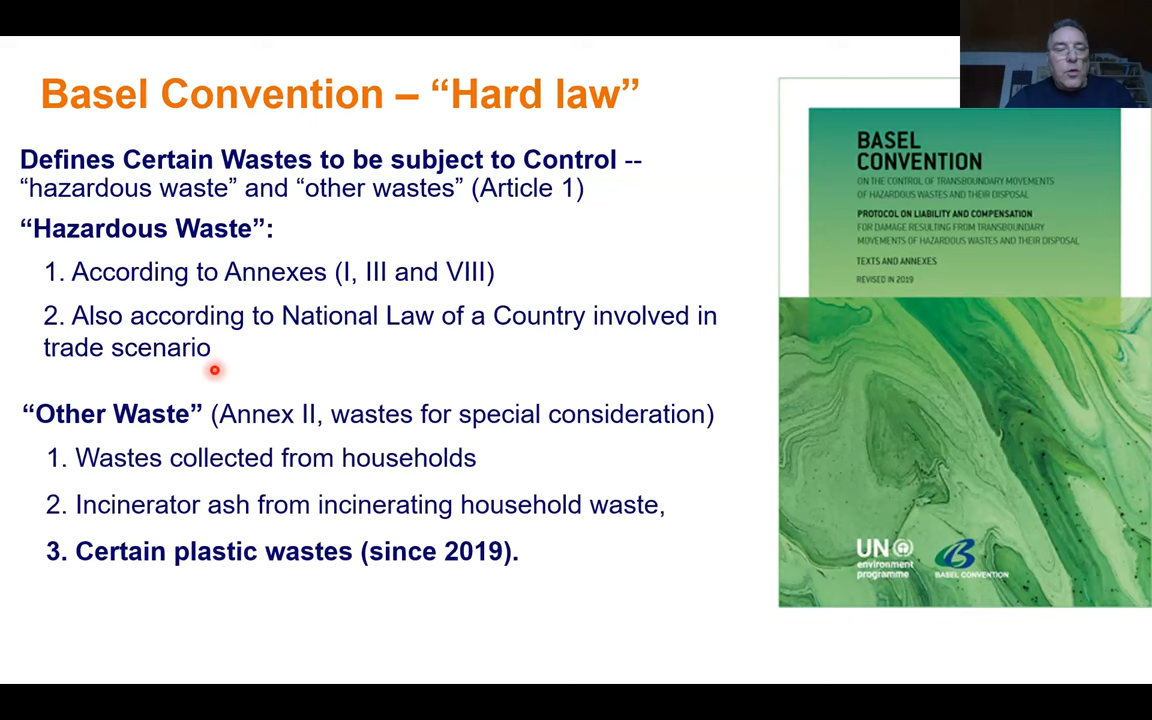 Basel Convention – “Hard law”
Defines Certain Wastes to be subject to Control --
“hazardous waste” and “other wastes” (Article 1)
“Hazardous Waste”:
1. According to Annexes (I, III and VIII)
2. Also according to National Law of a Country involved in
trade scenario
“Other Waste” (Annex II, wastes for special consideration)
1. Wastes collected from households
2. Incinerator ash from incinerating household waste,
3. Certain plastic wastes (since 2019).
BASEL
CONVENTION
ON THE CONTROL OF TRANSBOUNDARY MOVEMENTS
OF HAZARDOUS WASTES AND THEIR DISPOSAL
PROTOCOL ON LIABILITY AND COMPENSATION
FOR DAMAGE RESULTING FROM TRANSBOUNDARY
MOVEMENTS OF HAZARDOUS WASTES AND THEIR DISPOSAL
TEXTS AND ANNEXES
REVISED IN 2019
UN
environment
programme
BASEL CONVENTION